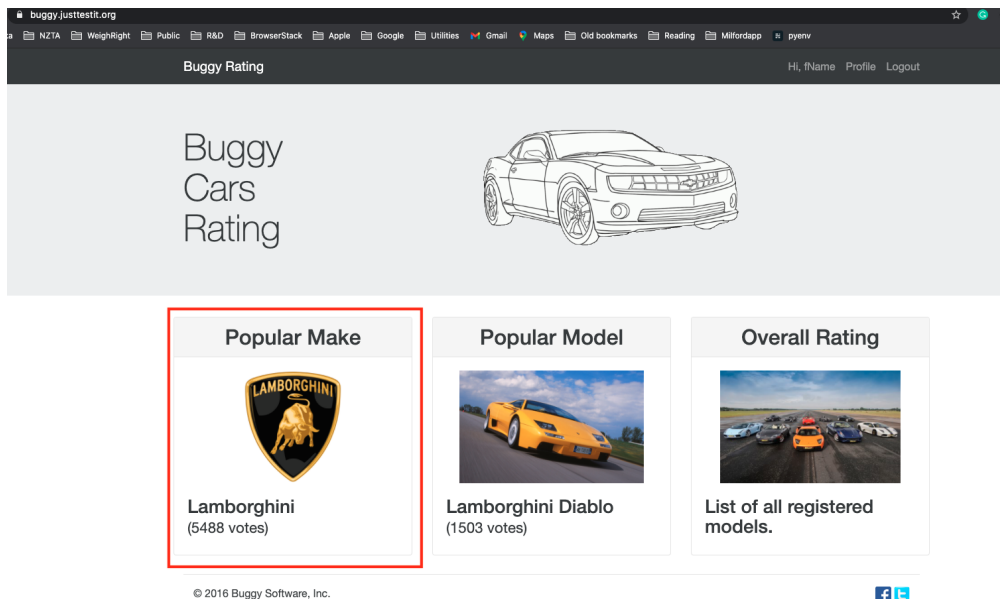 buggy.justtestit.org
NZTA WeighRight Public R&D BrowserStack Apple Google Utilities Gmail Maps Old bookmarks Reading Milfordapp pyenv
Buggy Rating Hi, fName Profile Logout
Buggy
Cars
Rating
Popular Make Popular Model Overall Rating
LAMBORGHINI
Lamborghini Lamborghini Diablo List of all registered
(5488 votes) (1503 votes) models.
© 2016 Buggy Software, Inc.